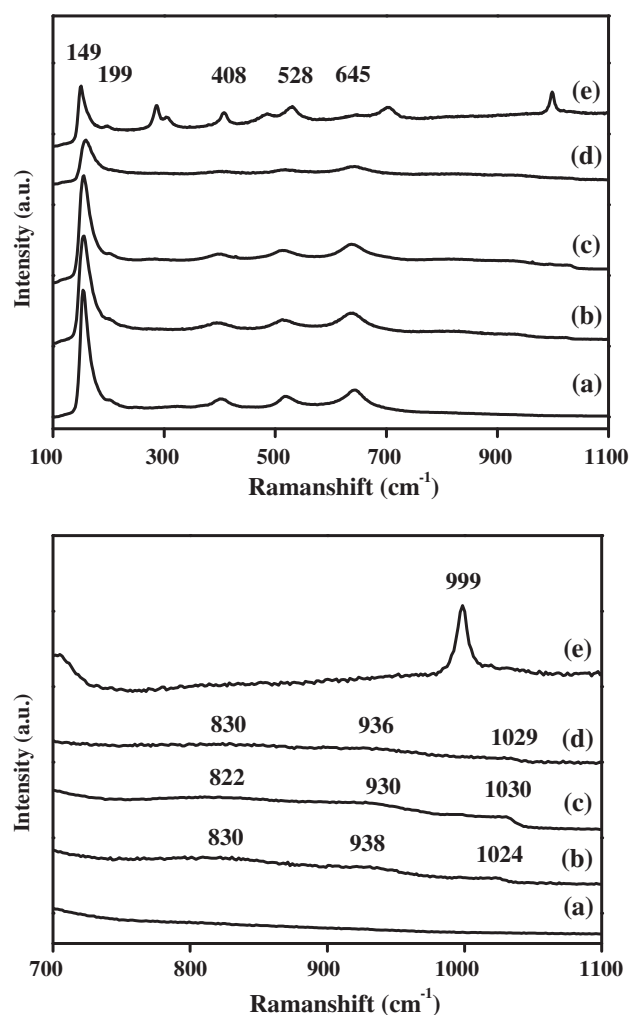 149
199
408
528
645
(e)
(d)
(c)
(b)
(a)
Intensity (a.u.)
100 300 500 700 900 1100
Ramanshift (cm-1)
999
(e)
830 936 1029 (d)
822 930 1030 (c)
830 938 1024 (b)
(a)
Intensity (a.u.)
700 800 900 1000 1100
Ramanshift (cm-1)